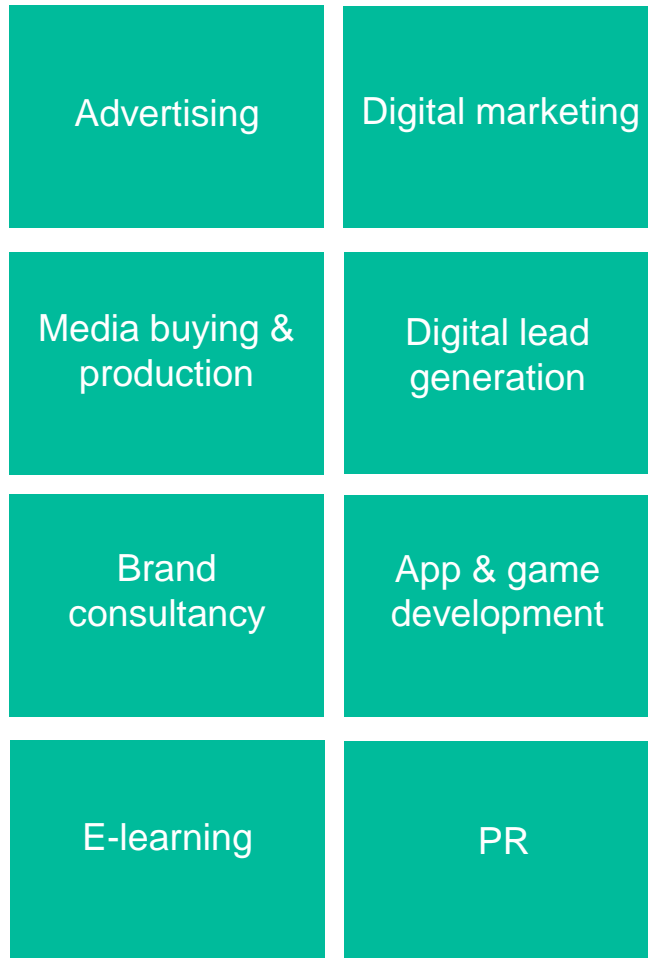 Advertising
Digital marketing
Media buying &
production
Digital lead
generation
Brand
consultancy
App & game
development
E-learning
PR